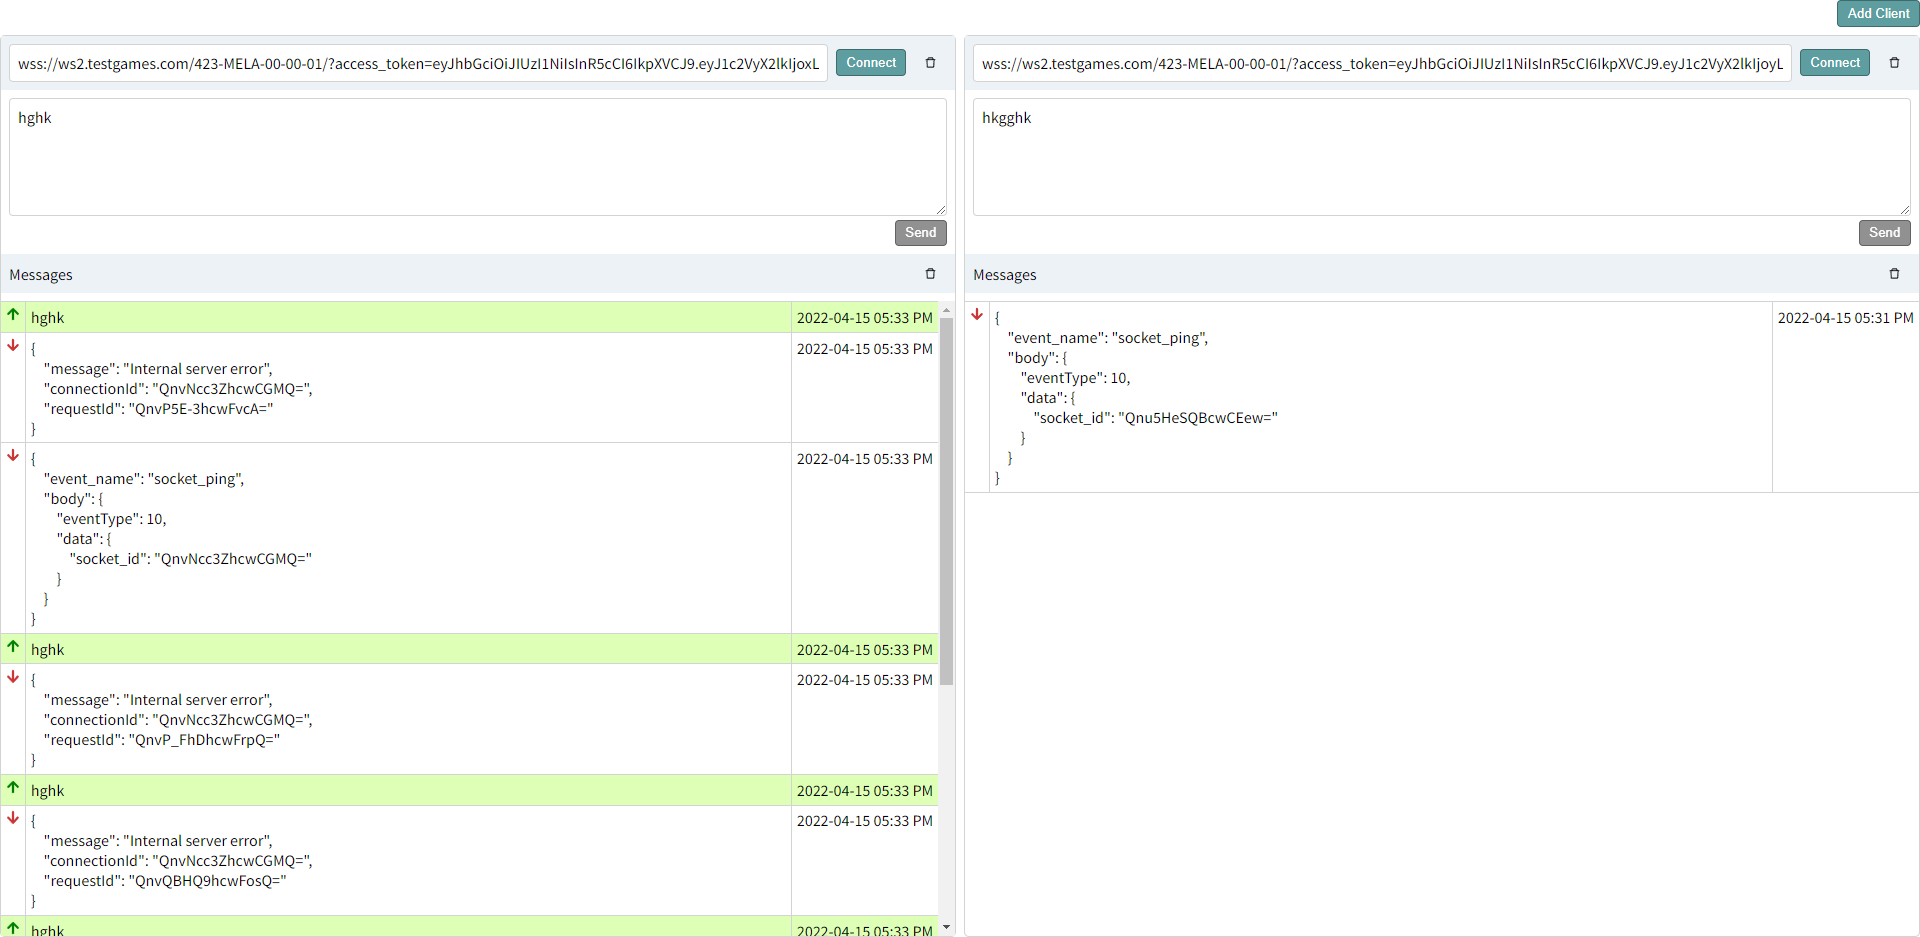 Add Client
wss://ws2.testgames.com/423-MELA-00-00-01/?access_token=eyJhbGciOiJIUzI1NiIsInR5cCI6IkpXVCJ9.eyJ1c2VyX2lkIjoxL
Connect
hghk
Send
Messages
hghk 2022-04-15 05:33 PM
{ 2022-04-15 05:33 PM
"message": "Internal server error",
"connectionId": "QnvNcc3ZhcwCGMQ=",
"requestId": "QnvP5E-3hcwFvcA="
}
{ 2022-04-15 05:33 PM
"event_name": "socket_ping",
"body": {
"eventType": 10,
"data": {
"socket_id": "QnvNcc3ZhcwCGMQ="
}
}
}
hghk 2022-04-15 05:33 PM
{ 2022-04-15 05:33 PM
"message": "Internal server error",
"connectionId": "QnvNcc3ZhcwCGMQ=",
"requestId": "QnvP_FhDhcwFrpQ="
}
hghk 2022-04-15 05:33 PM
{ 2022-04-15 05:33 PM
"message": "Internal server error",
"connectionId": "QnvNcc3ZhcwCGMQ=",
"requestId": "QnvQBHQ9hcwFosQ="
}
hghk 2022-04-15 05:33 PM
wss://ws2.testgames.com/423-MELA-00-00-01/?access_token=eyJhbGciOiJIUzI1NiIsInR5cCI6IkpXVCJ9.eyJ1c2VyX2lkIjoyL
Connect
hkgghk
Send
Messages
{ 2022-04-15 05:31 PM
"event_name": "socket_ping",
"body": {
"eventType": 10,
"data": {
"socket_id": "Qnu5HeSQBcwCEew="
}
}
}